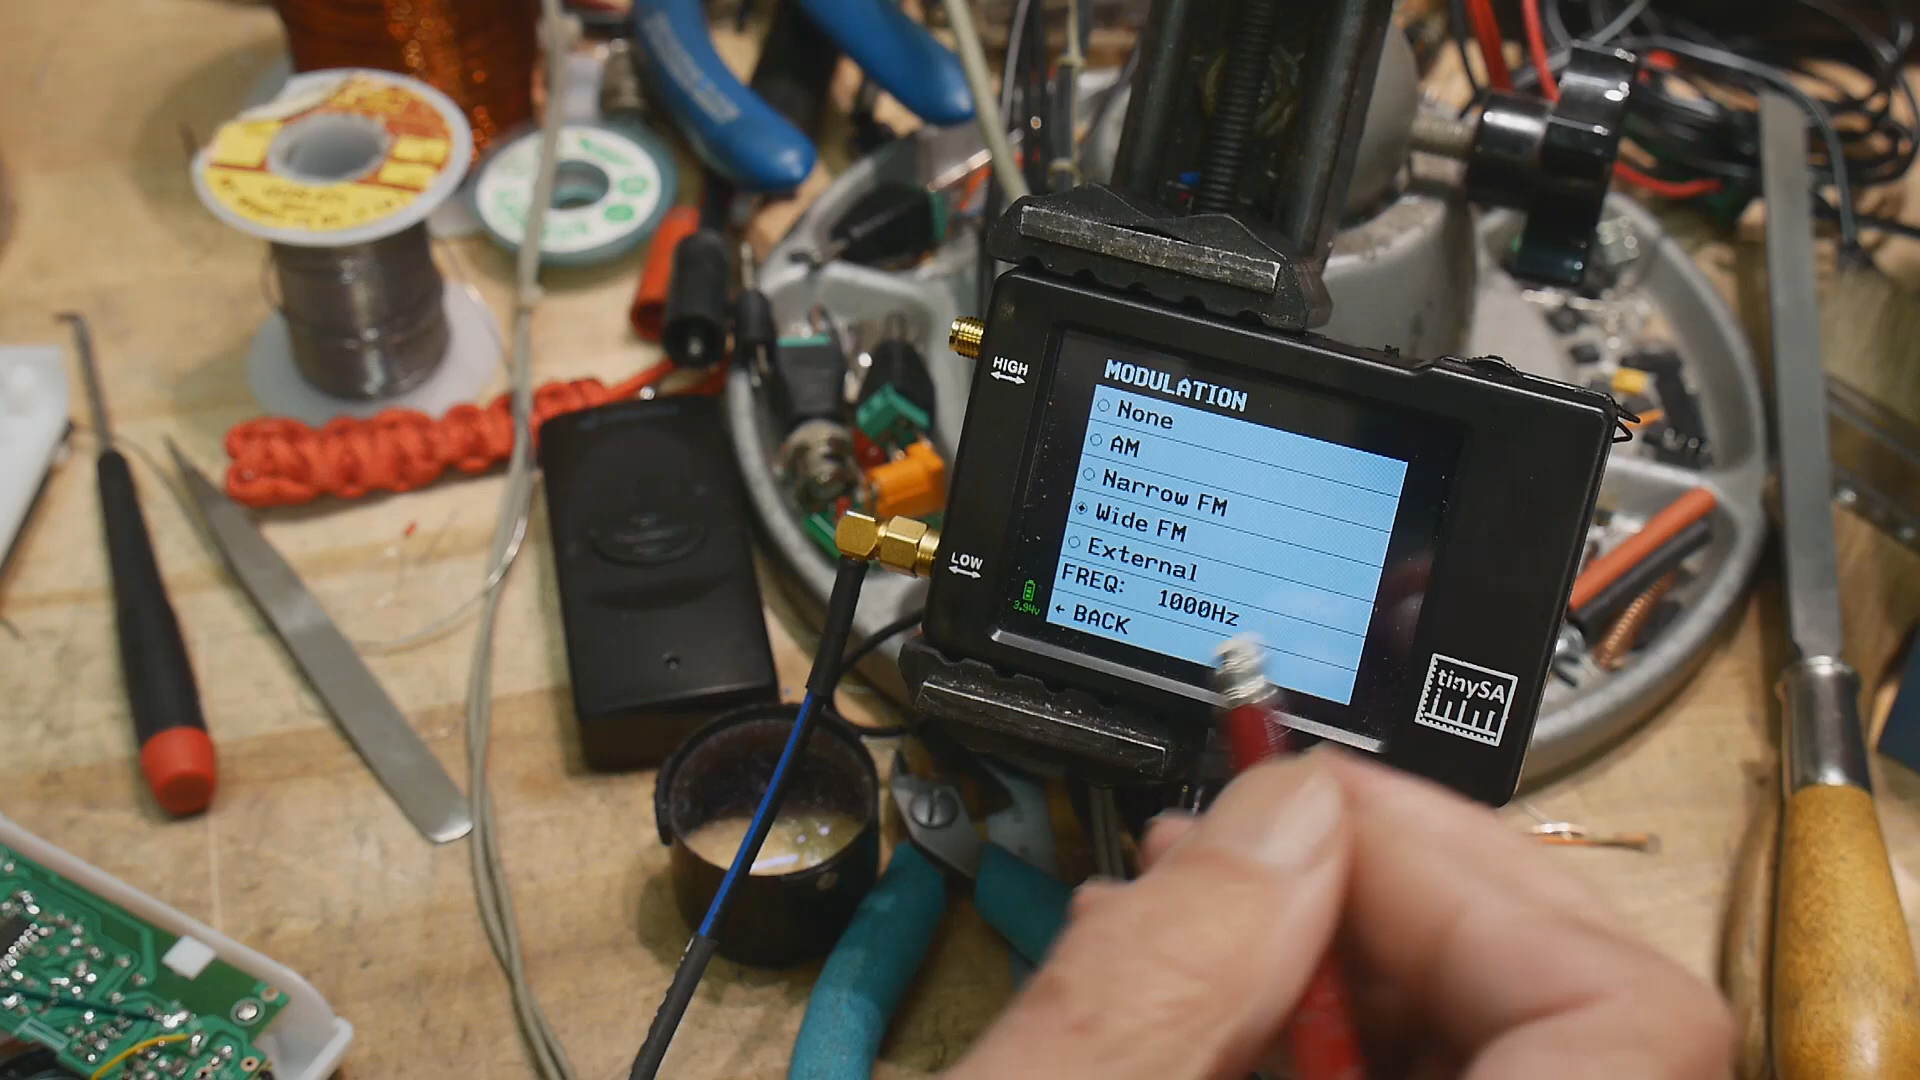 HIGH
MODULATION
None
AM
Narrow FM
Wide FM
External
FREQ: 1000Hz
← BACK
LOW
3.94v
tinySA